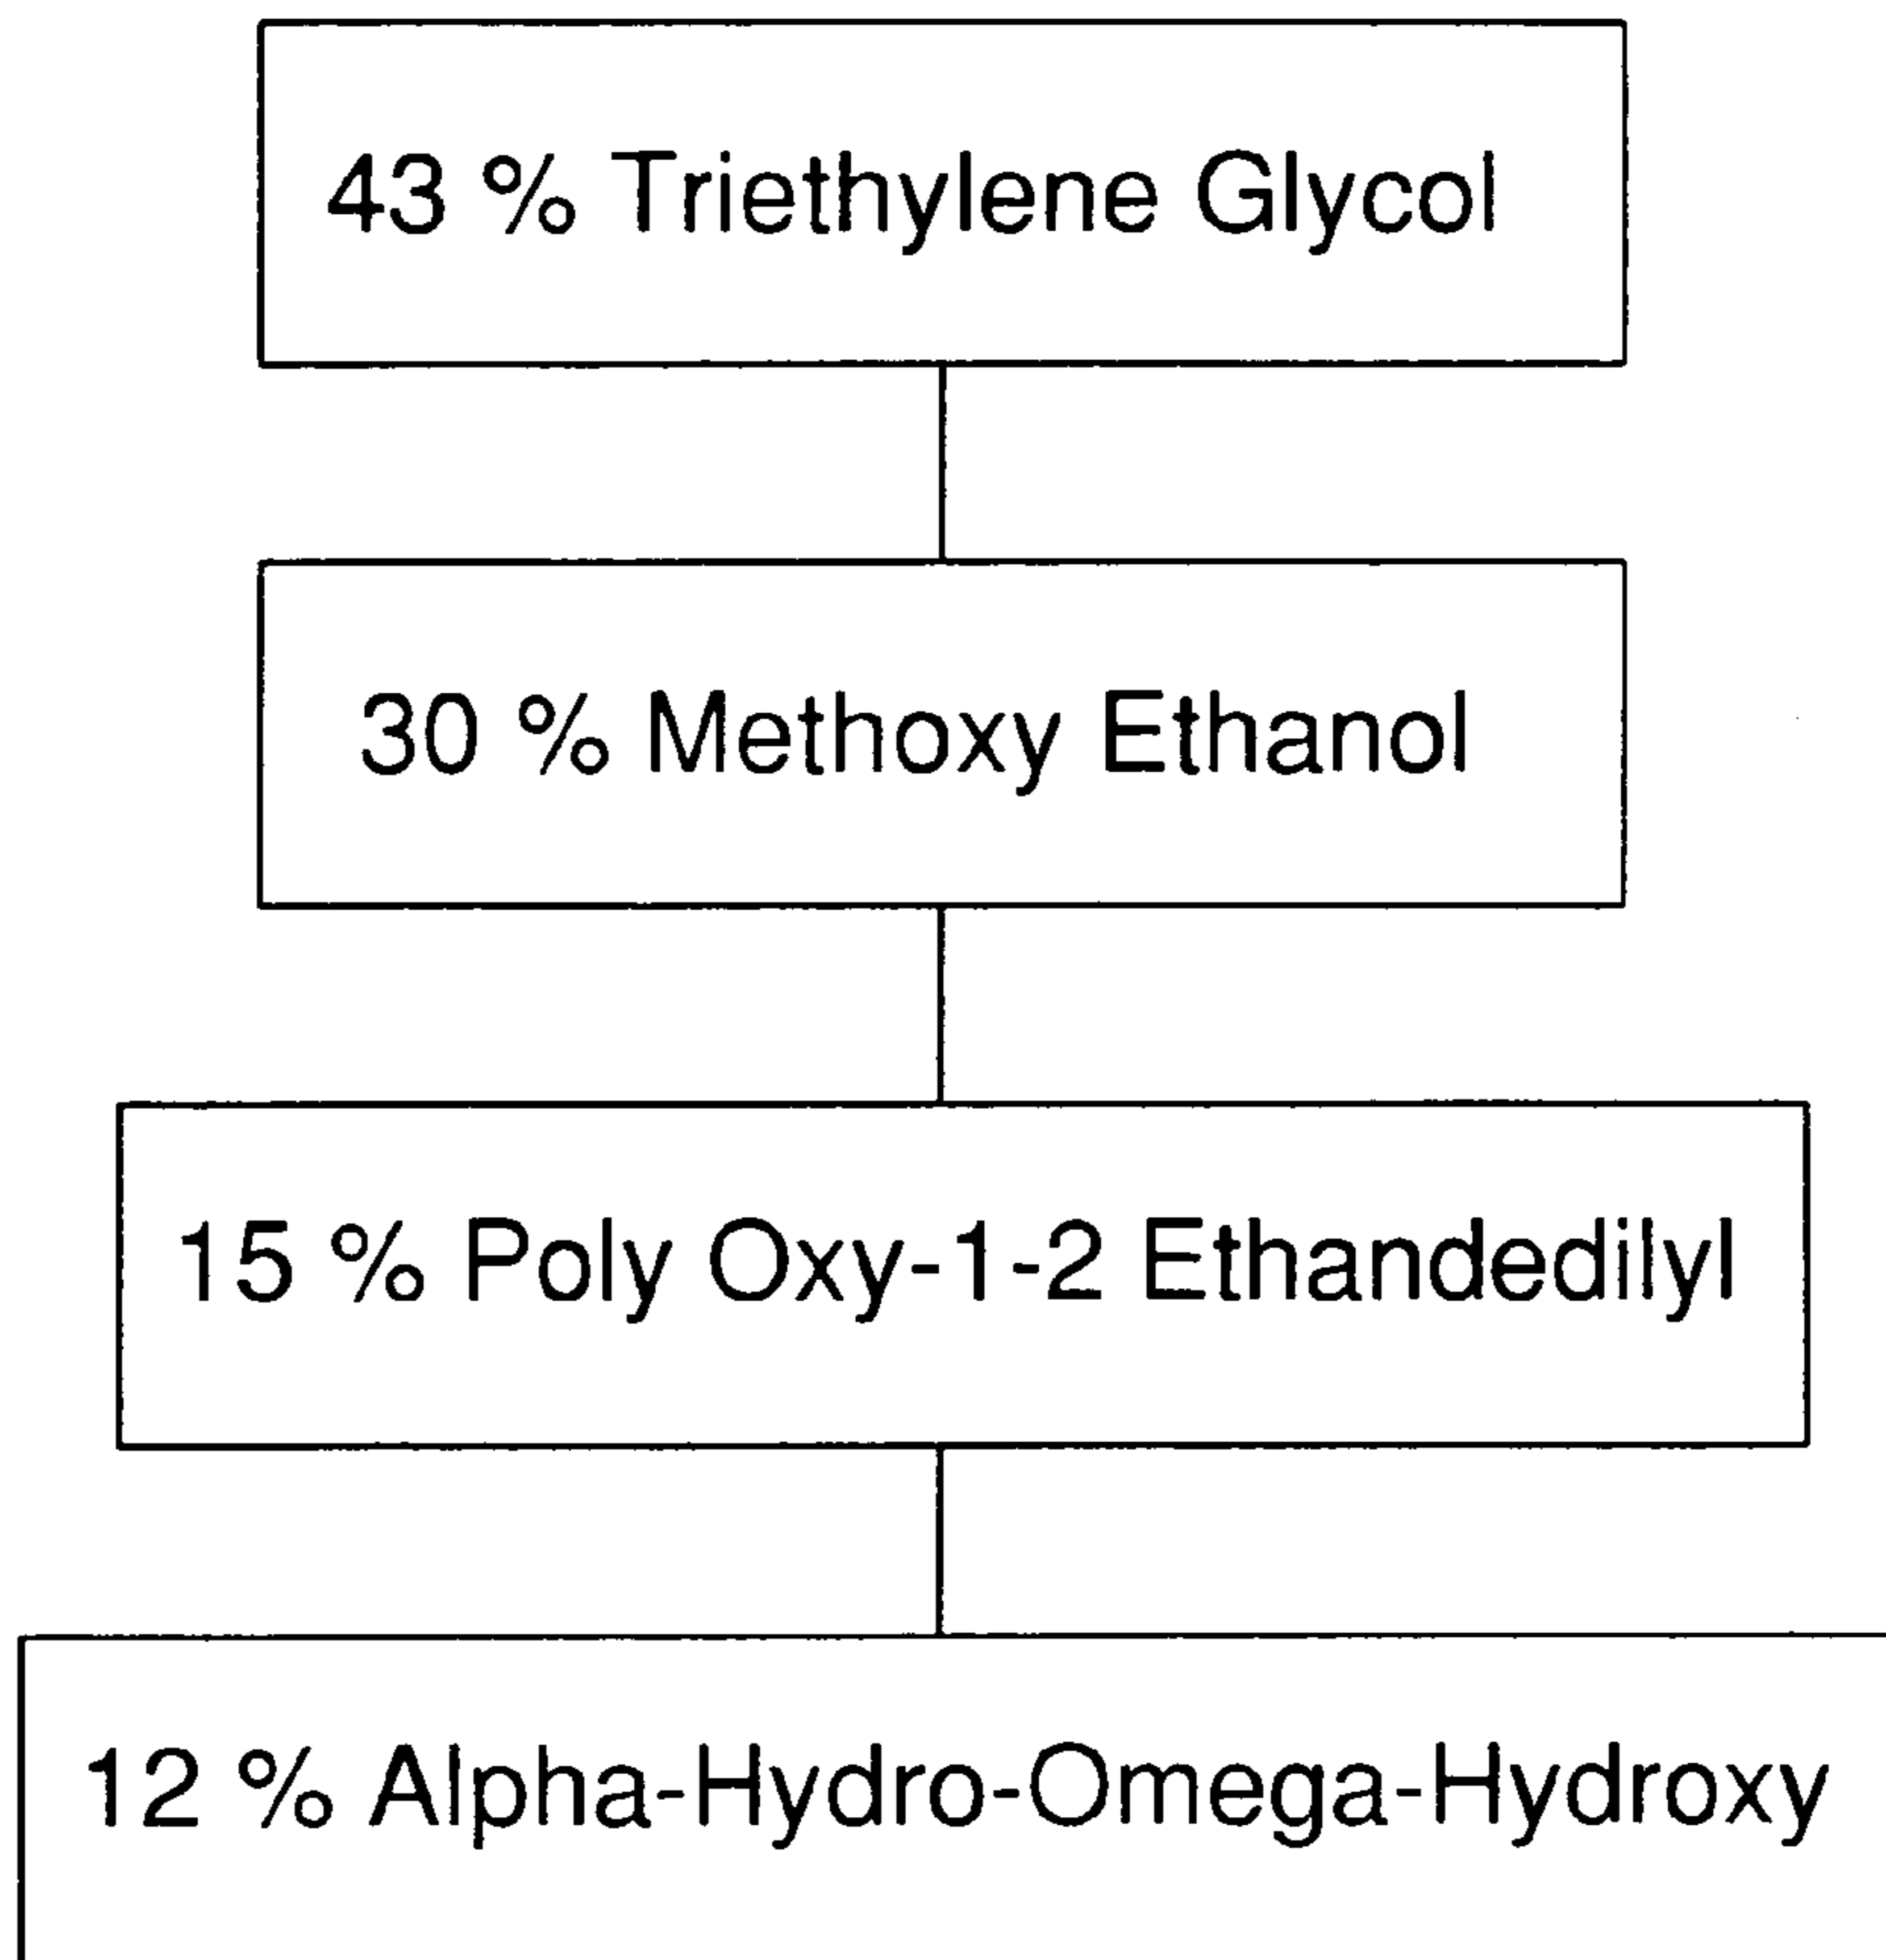 43 % Triethylene Glycol
30 % Methoxy Ethanol
15 % Poly Oxy-1-2 Ethandedilyl
12 % Alpha-Hydro-Omega-Hydroxy